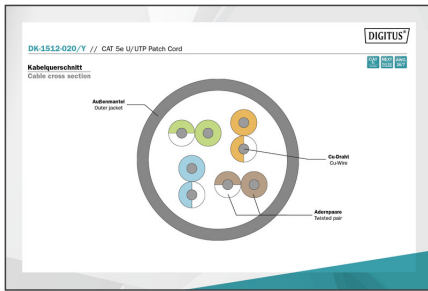 DIGITUS®
DK-1512-020/Y // CAT 5e U/UTP Patch Cord
Kabelquerschnitt
Cable cross section
Außenmantel
Outer jacket
Cu-Draht
Cu-Wire
Adernpaare
Twisted pair